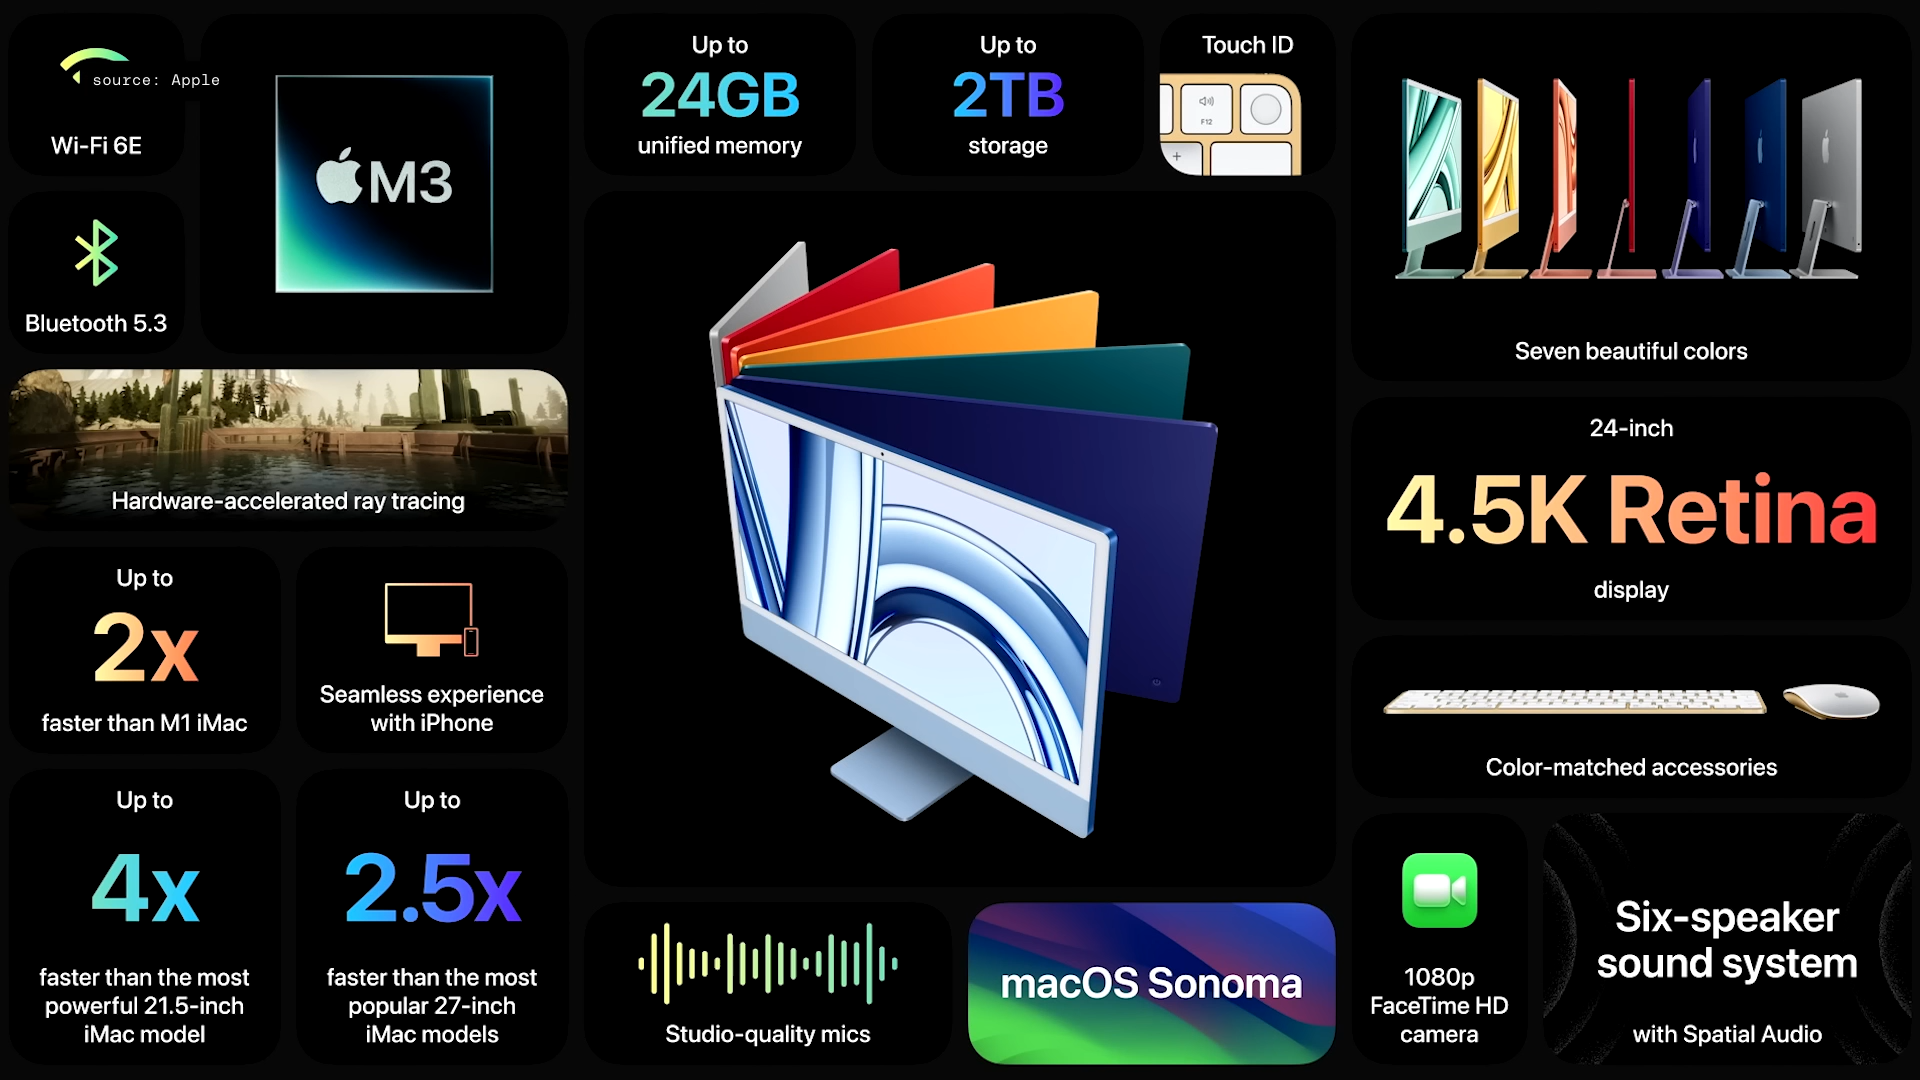 source: Apple
Wi-Fi 6E
M3
Up to
24GB
unified memory
Up to
2TB
storage
Touch ID
F12
+
Seven beautiful colors
Bluetooth 5.3
Hardware-accelerated ray tracing
24-inch
4.5K Retina
display
Up to
2x
faster than M1 iMac
Seamless experience
with iPhone
Color-matched accessories
Up to
4x
faster than the most
powerful 21.5-inch
iMac model
Up to
2.5x
faster than the most
popular 27-inch
iMac models
Studio-quality mics
macOS Sonoma
1080p
FaceTime HD
camera
Six-speaker
sound system
with Spatial Audio